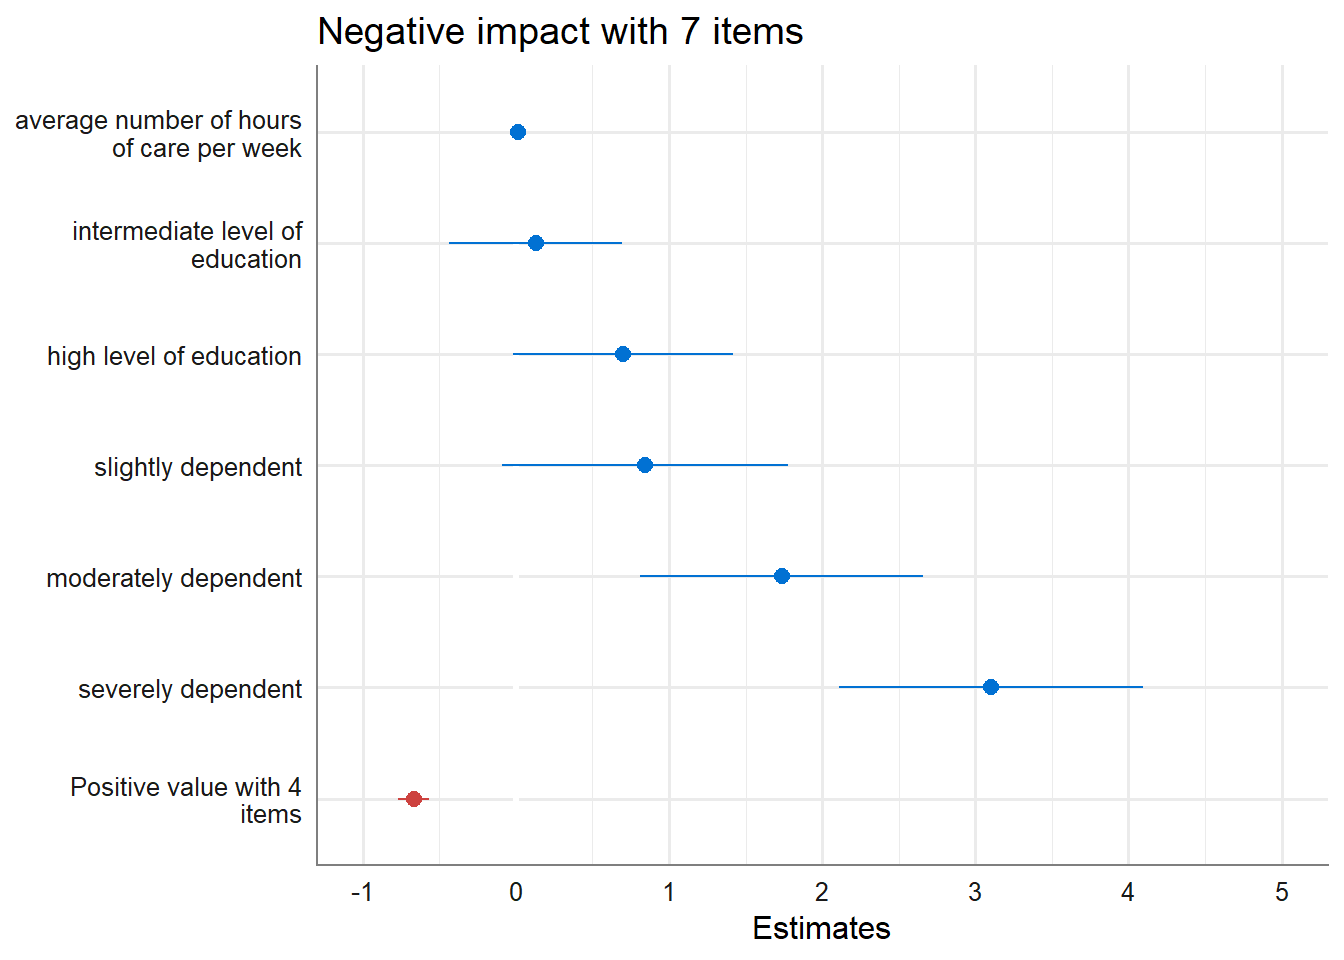 Negative impact with 7 items
average number of hours
of care per week
intermediate level of
education
high level of education
slightly dependent
moderately dependent
severely dependent
Positive value with 4
items
-1 0 1 2 3 4 5
Estimates